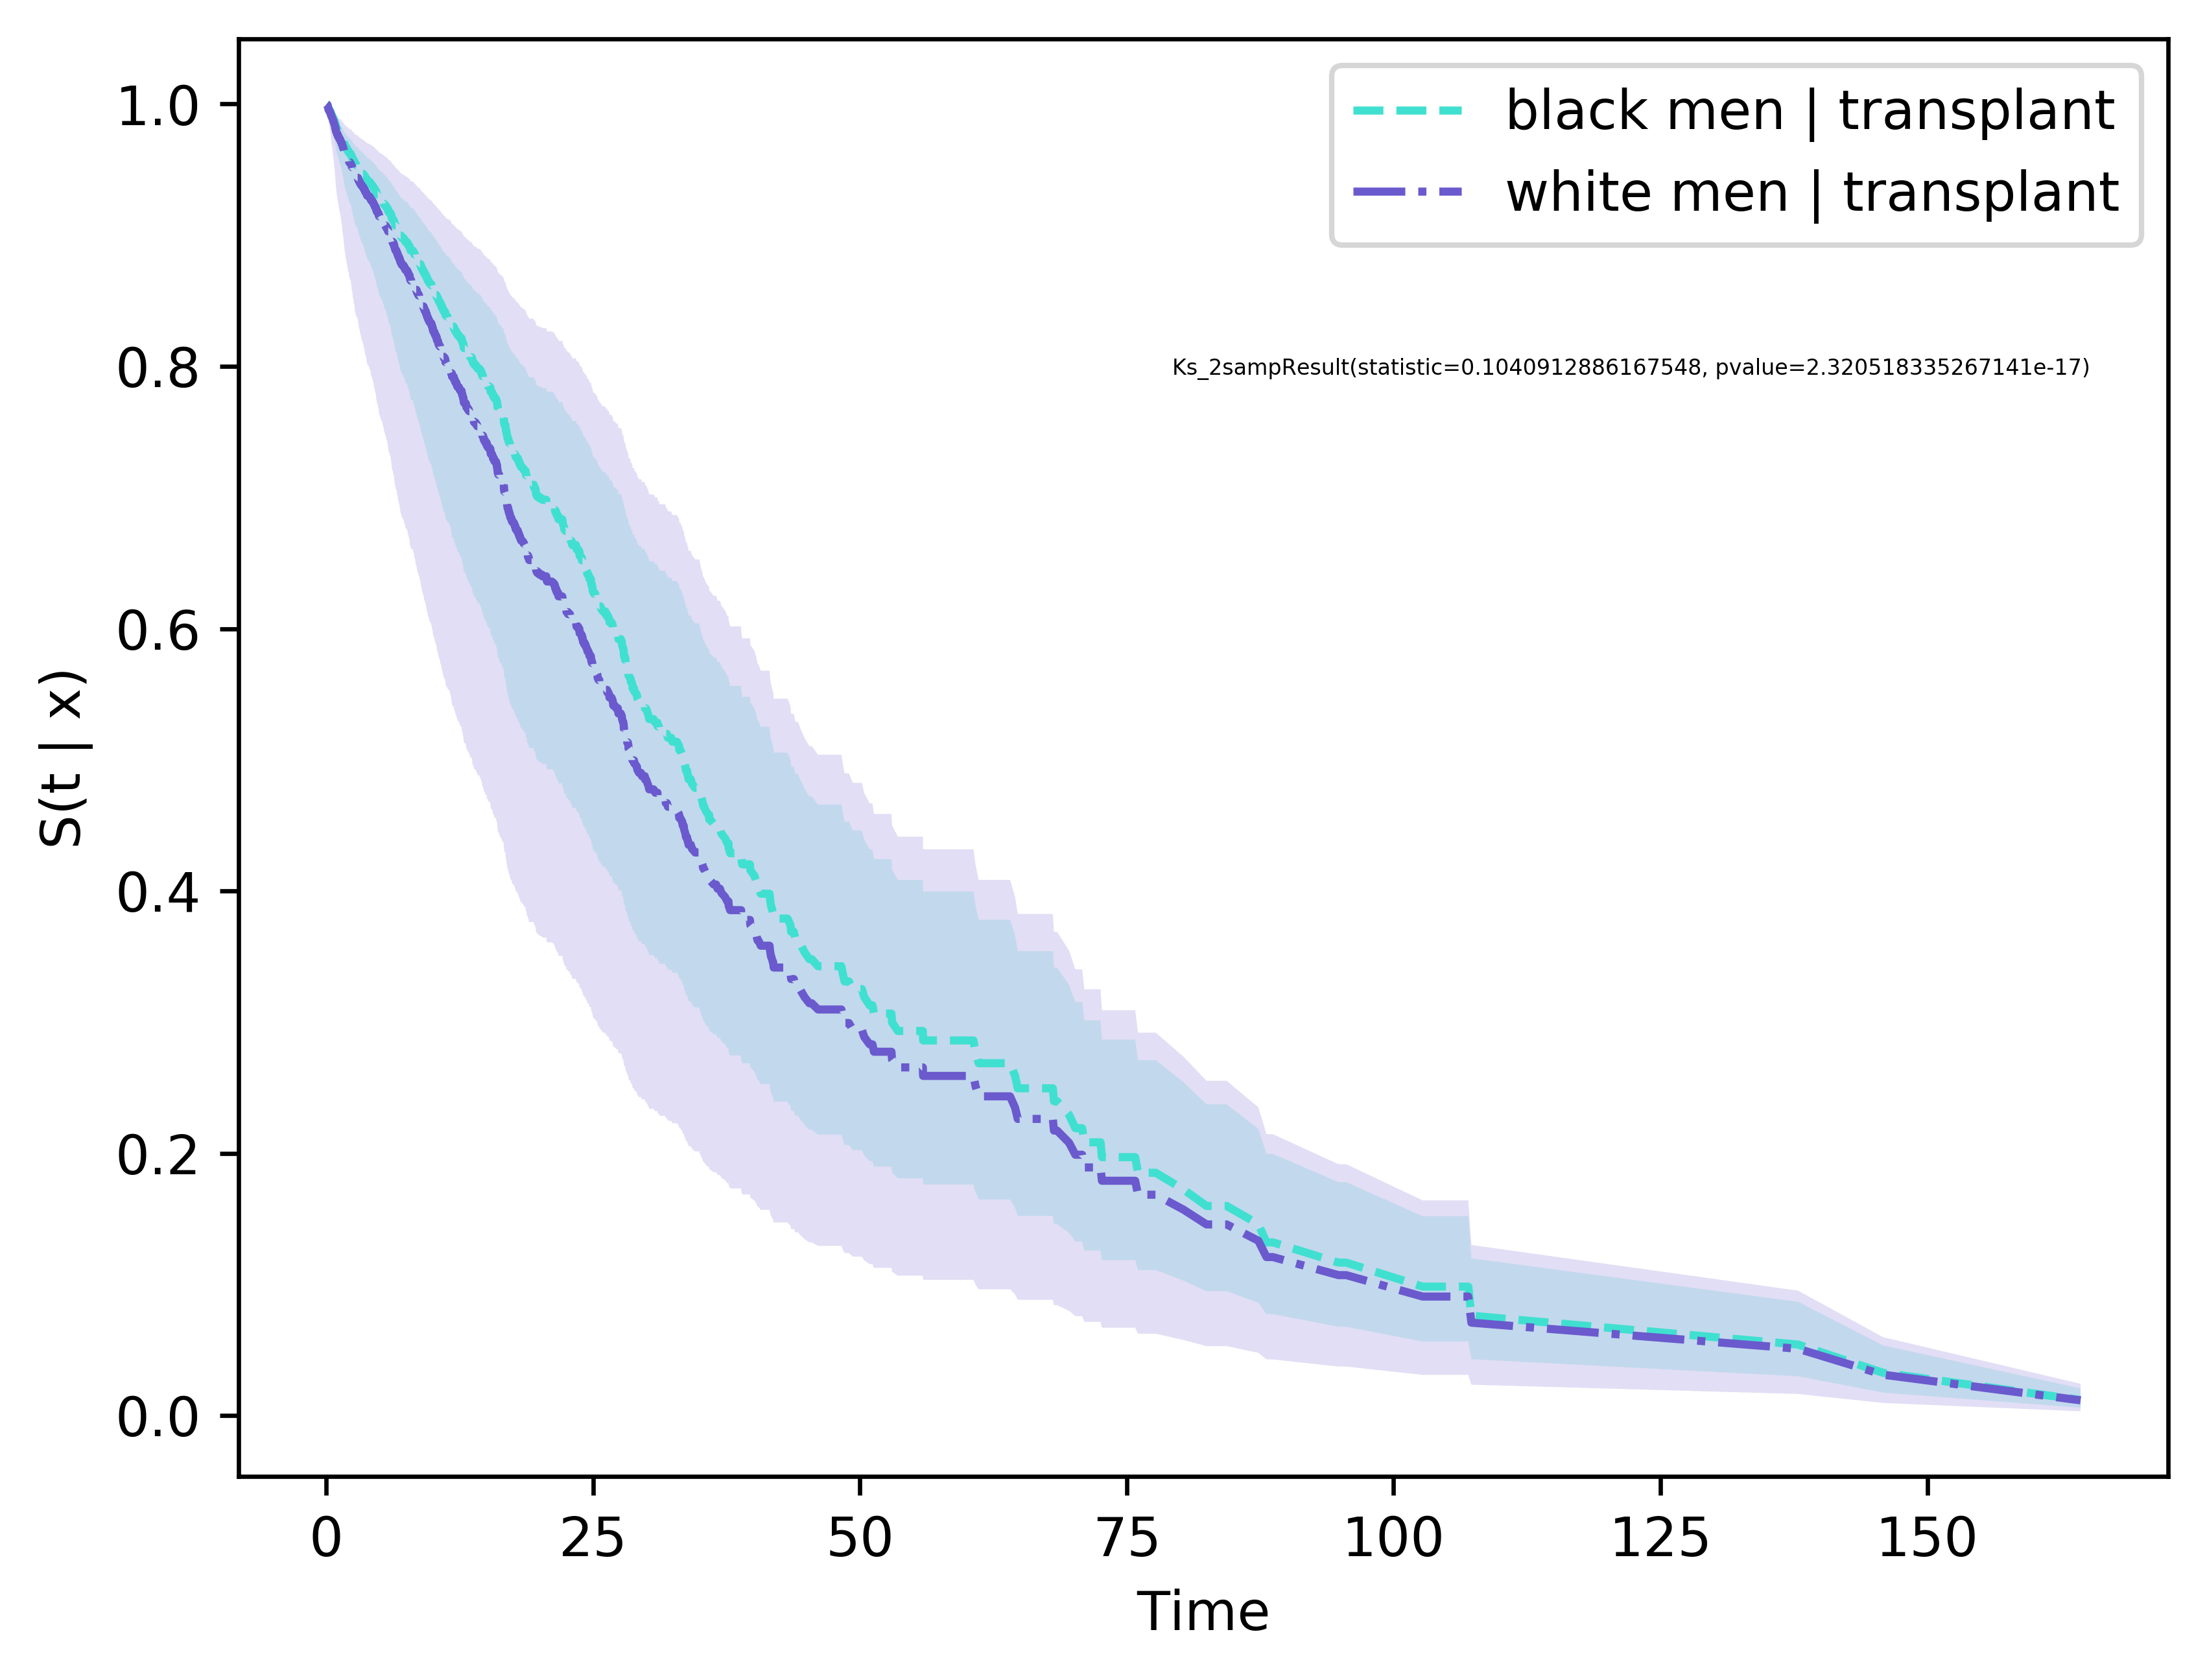 black men | transplant
white men | transplant
Ks_2sampResult(statistic=0.1040912886167548, pvalue=2.320518335267141e-17)
S(t | x)
1.0
0.8
0.6
0.4
0.2
0.0
0 25 50 75 100 125 150
Time